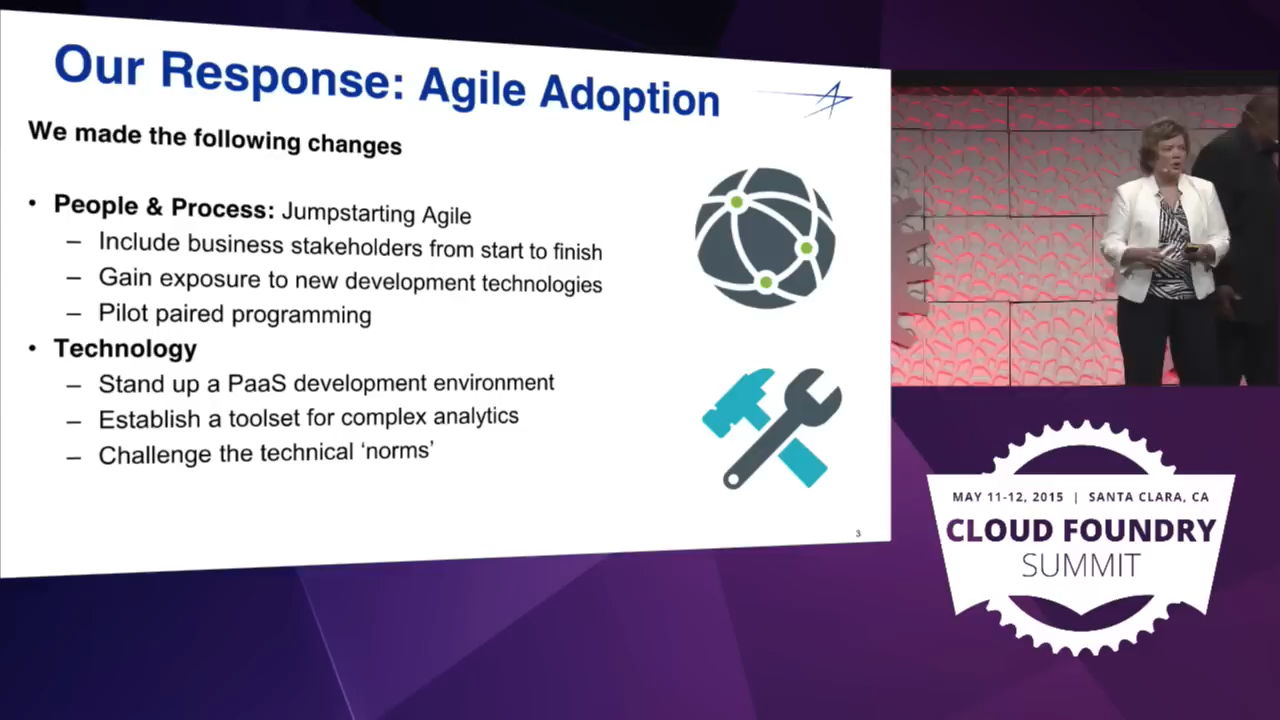 Our Response: Agile Adoption
We made the following changes
• People & Process: Jumpstarting Agile
– Include business stakeholders from start to finish
– Gain exposure to new development technologies
– Pilot paired programming
• Technology
– Stand up a PaaS development environment
– Establish a toolset for complex analytics
– Challenge the technical ‘norms’
3
MAY 11-12, 2015 | SANTA CLARA, CA
CLOUD FOUNDRY
SUMMIT